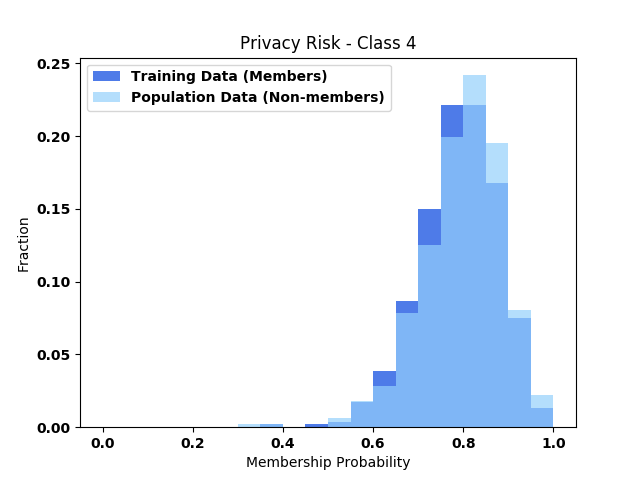 Privacy Risk - Class 4
Training Data (Members)
Population Data (Non-members)
0.25
0.20
0.15
0.10
0.05
0.00
Fraction
0.0 0.2 0.4 0.6 0.8 1.0
Membership Probability